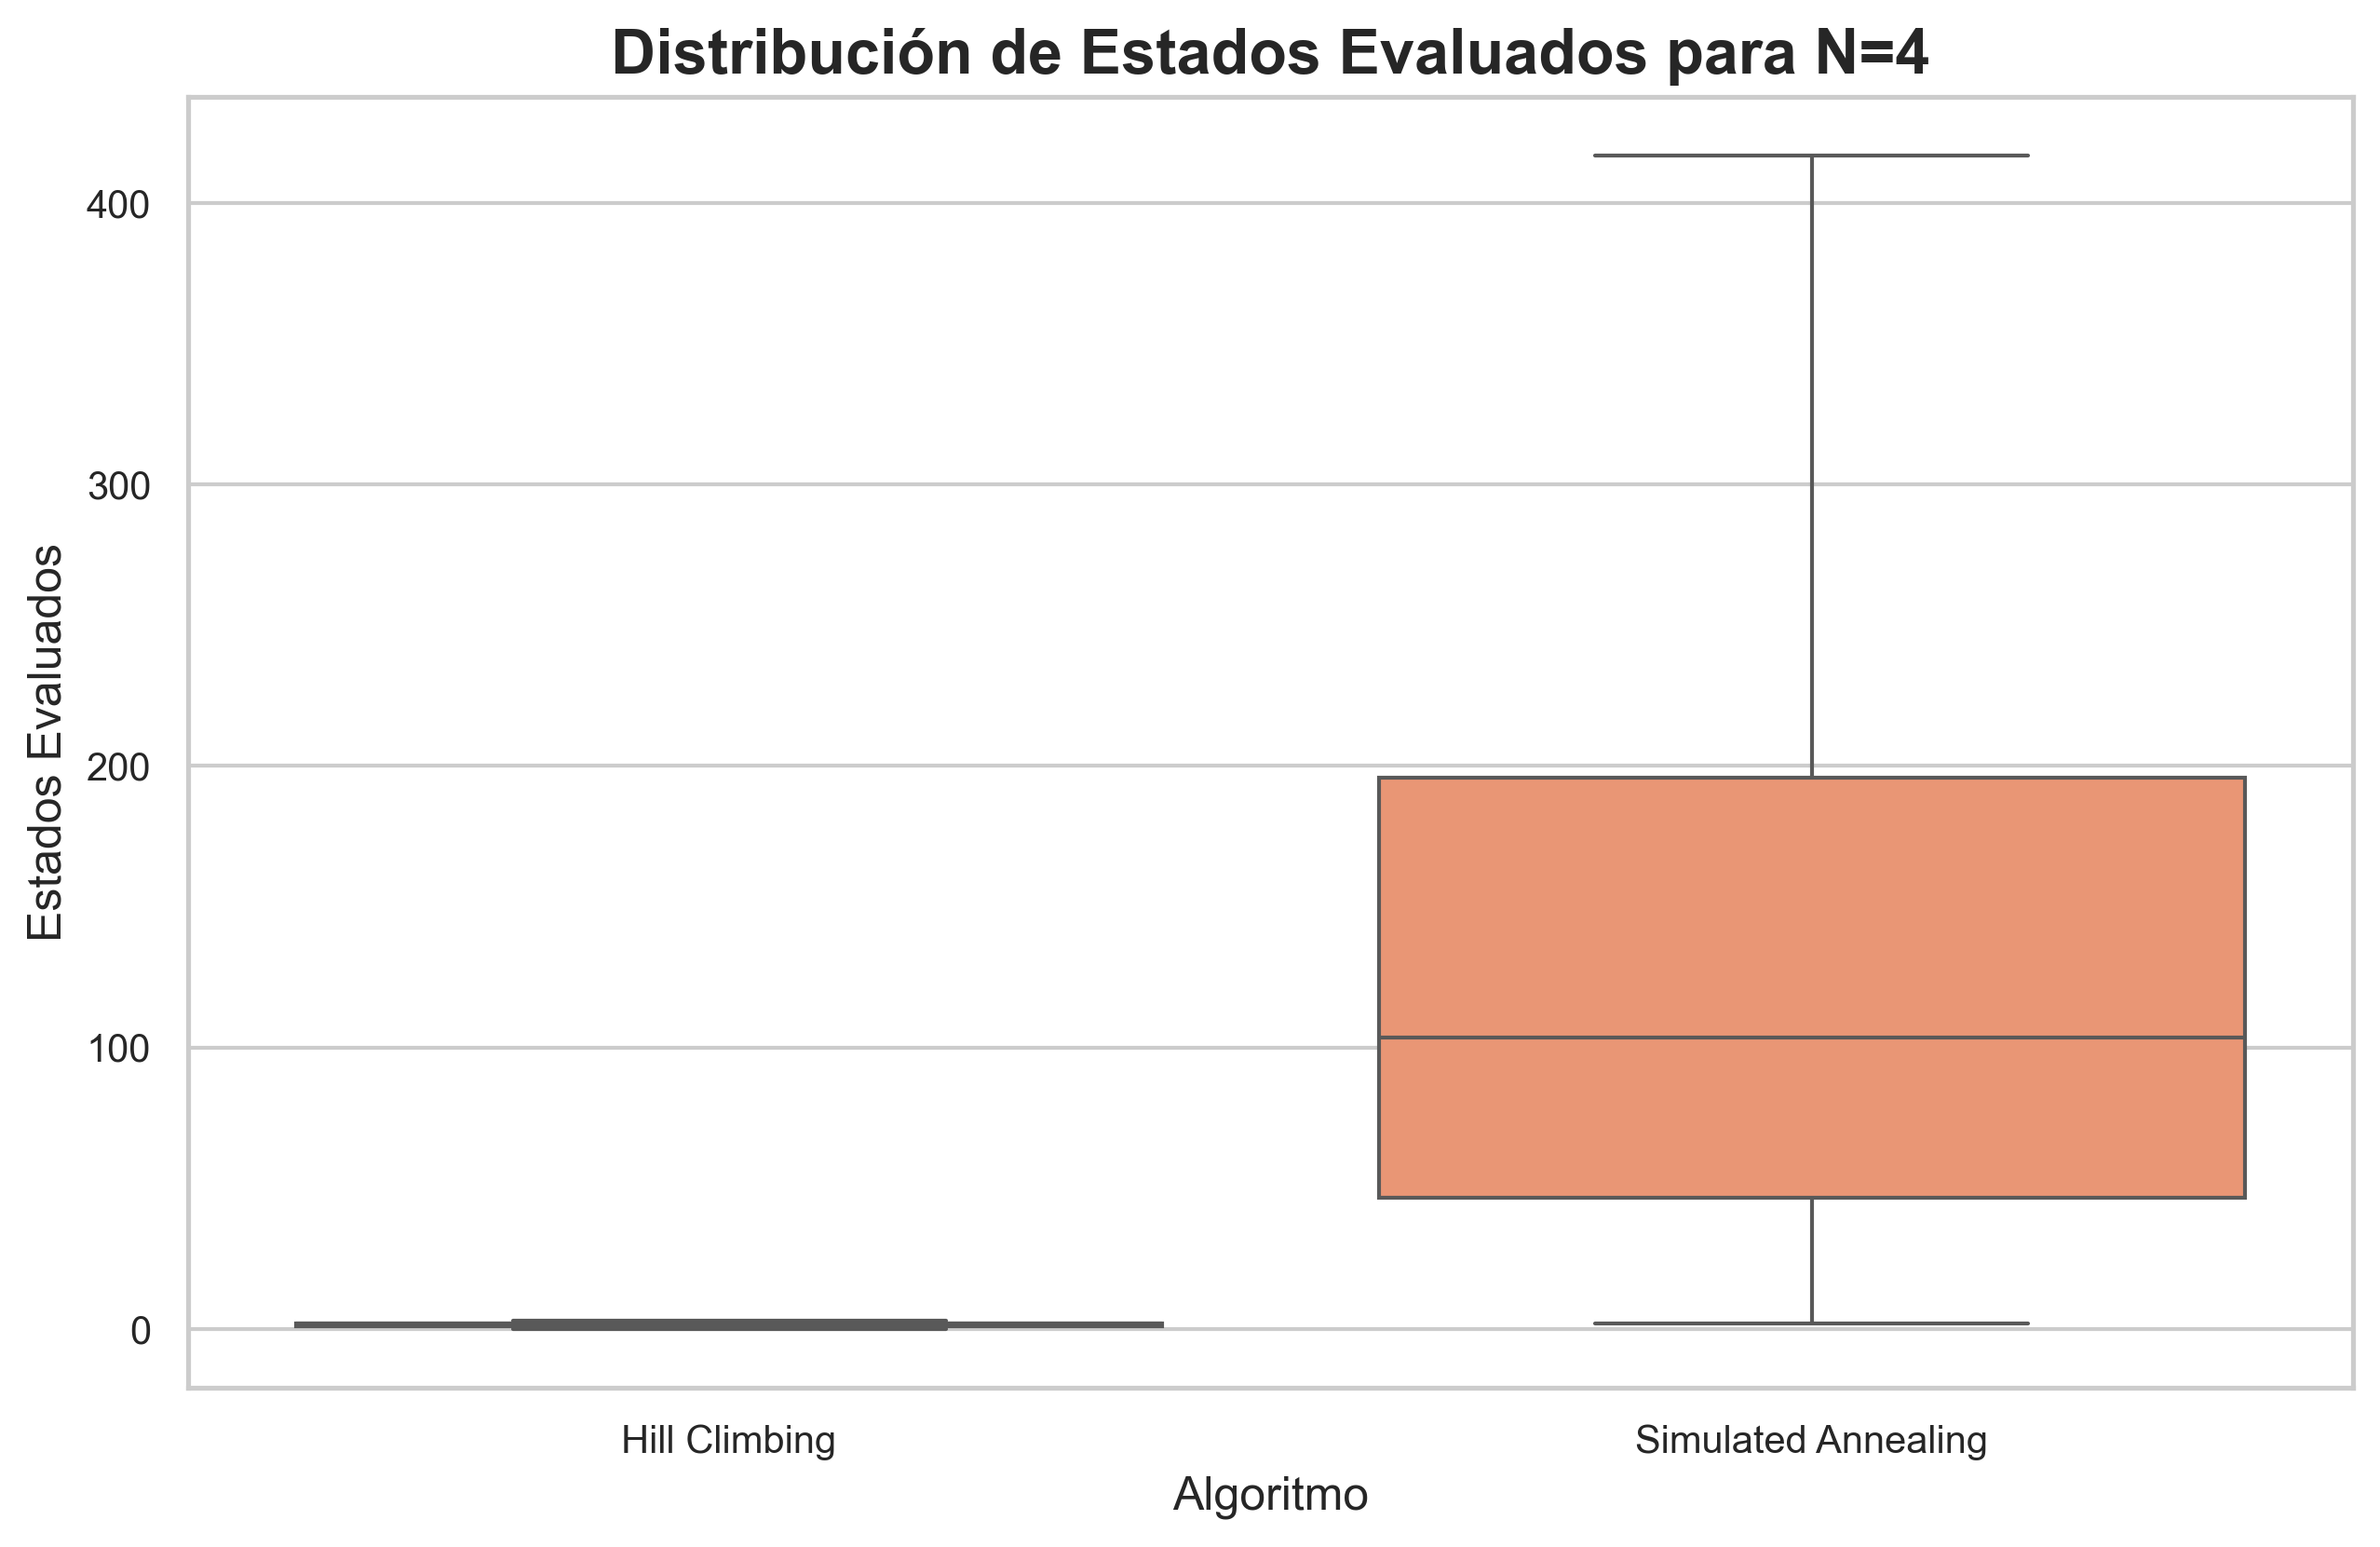 Distribución de Estados Evaluados para N=4
Estados Evaluados
400
300
200
100
0
Hill Climbing
Simulated Annealing
Algoritmo